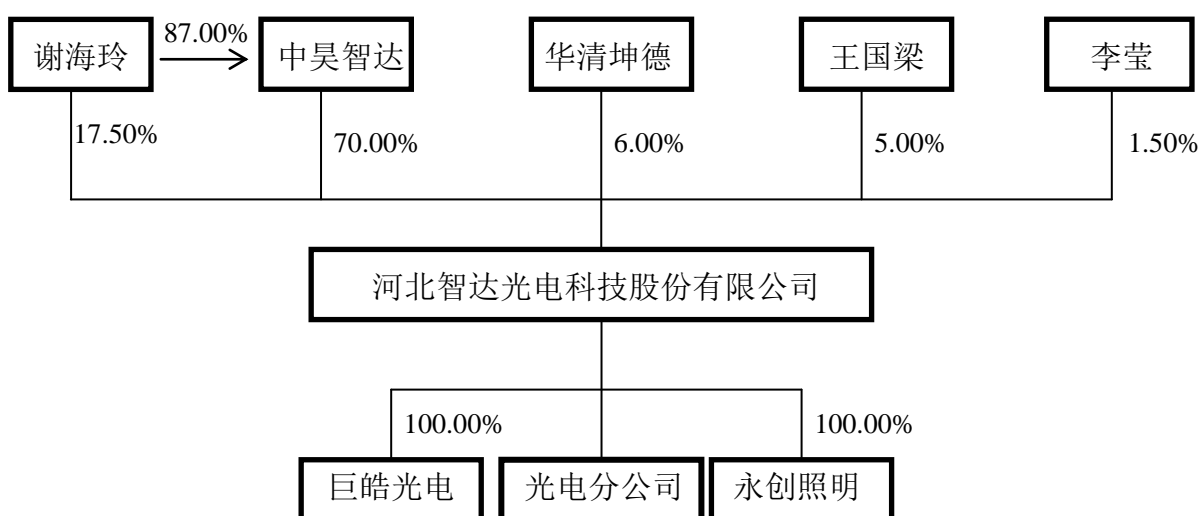 87.00%
谢海玲 中昊智达 华清坤德 王国梁 李莹
17.50% 70.00% 6.00% 5.00% 1.50%
河北智达光电科技股份有限公司
100.00% 100.00%
巨皓光电 光电分公司 永创照明